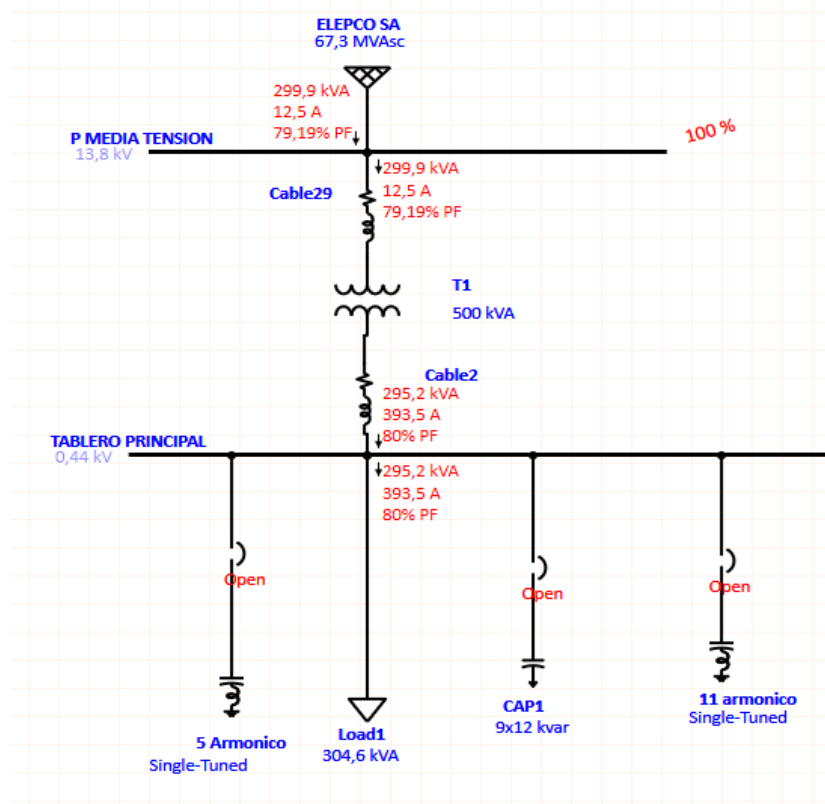 ELEPCO SA
67,3 MVAsc
299,9 kVA
12,5 A
79,19% PF
100 %
P MEDIA TENSION
13,8 kV
299,9 kVA
12,5 A
79,19% PF
Cable29
T1
500 kVA
Cable2
295,2 kVA
393,5 A
80% PF
TABLERO PRINCIPAL
0,44 kV
295,2 kVA
393,5 A
80% PF
Open
Open
Open
5 Armonico
Single-Tuned
Load1
304,6 kVA
CAP1
9x12 kvar
11 armonico
Single-Tuned